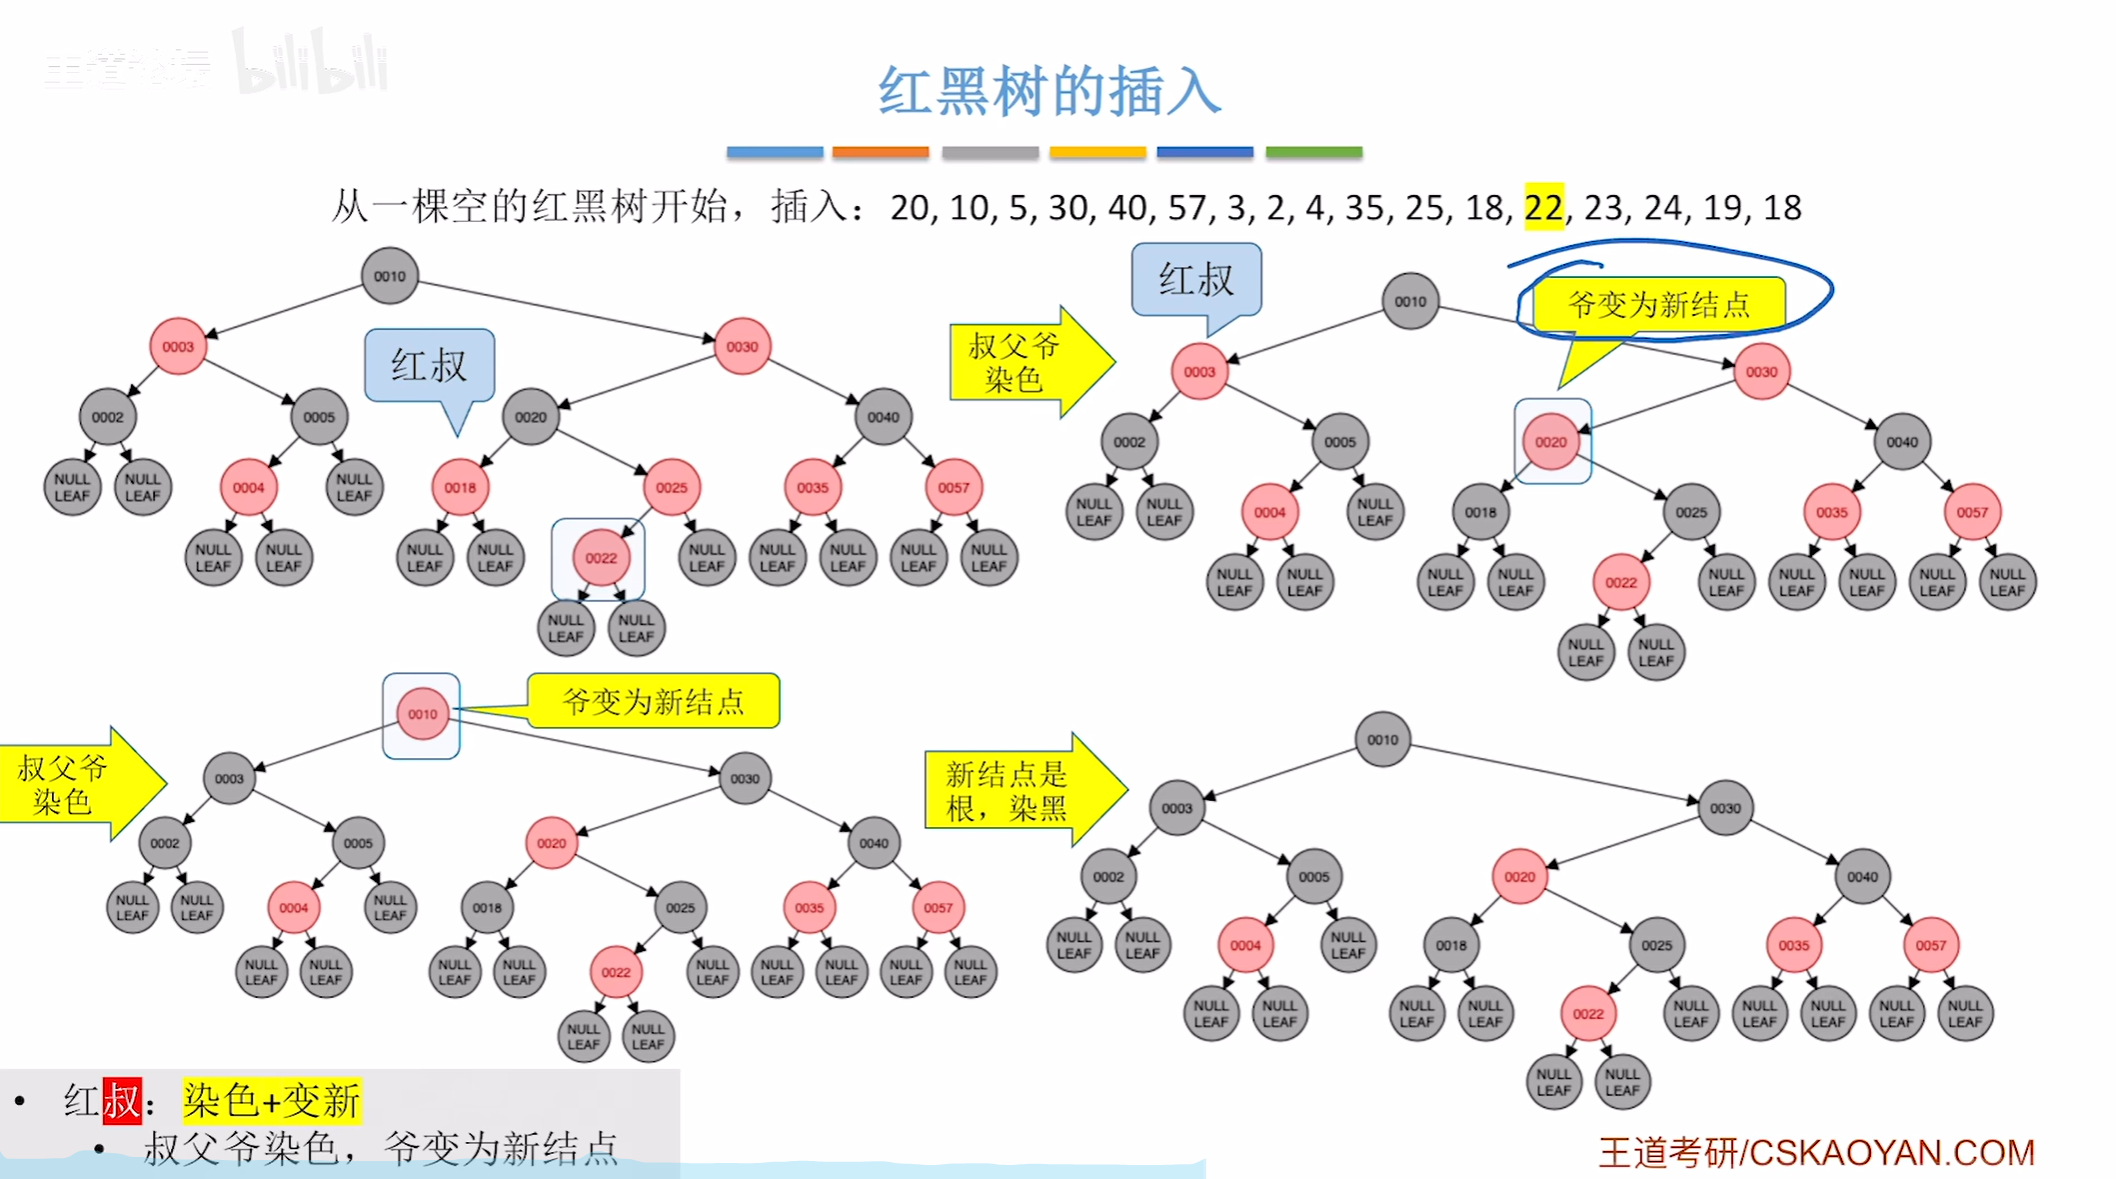 王道论坛 bilibili
红黑树的插入
从一棵空的红黑树开始，插入：20, 10, 5, 30, 40, 57, 3, 2, 4, 35, 25, 18, 22, 23, 24, 19, 18
0010
0003
红叔
0030
0002
0005
0020
0040
NULL LEAF
NULL LEAF
0004
NULL LEAF
0018
0025
0035
0057
NULL LEAF
NULL LEAF
NULL LEAF
NULL LEAF
0022
NULL LEAF
NULL LEAF
NULL LEAF
NULL LEAF
NULL LEAF
NULL LEAF
NULL LEAF
叔父爷
染色
红叔
0010
爷变为新结点
0003
0030
0002
0005
0020
0040
NULL LEAF
NULL LEAF
0004
NULL LEAF
0018
0025
0035
0057
NULL LEAF
NULL LEAF
NULL LEAF
NULL LEAF
0022
NULL LEAF
NULL LEAF
NULL LEAF
NULL LEAF
NULL LEAF
NULL LEAF
NULL LEAF
叔父爷
染色
0010
爷变为新结点
0003
0030
0002
0005
0020
0040
NULL LEAF
NULL LEAF
0004
NULL LEAF
0018
0025
0035
0057
NULL LEAF
NULL LEAF
NULL LEAF
NULL LEAF
0022
NULL LEAF
NULL LEAF
NULL LEAF
NULL LEAF
NULL LEAF
NULL LEAF
NULL LEAF
新结点是
根，染黑
0010
0003
0030
0002
0005
0020
0040
NULL LEAF
NULL LEAF
0004
NULL LEAF
0018
0025
0035
0057
NULL LEAF
NULL LEAF
NULL LEAF
NULL LEAF
0022
NULL LEAF
NULL LEAF
NULL LEAF
NULL LEAF
NULL LEAF
NULL LEAF
NULL LEAF
• 红叔：染色+变新
• 叔父爷染色，爷变为新结点
王道考研/CSKAOYAN.COM